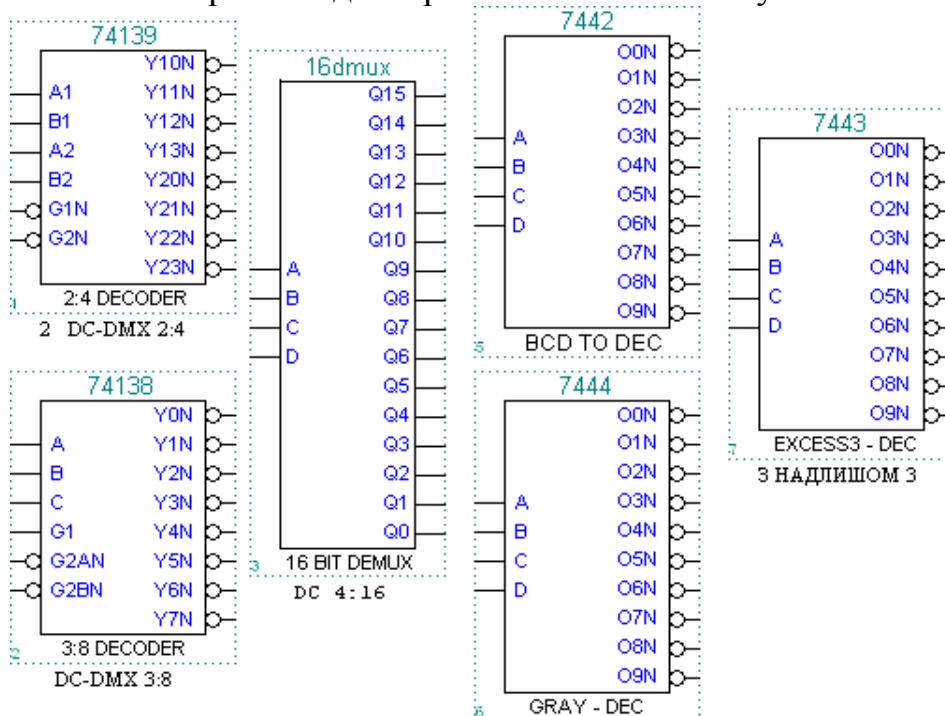 74139
Y10N
A1 Y11N
B1 Y12N
A2 Y13N
B2 Y20N
G1N Y21N
G2N Y22N
Y23N
1
2:4 DECODER
2 DC-DMX 2:4
74138
Y0N
A Y1N
B Y2N
C Y3N
G1 Y4N
G2AN Y5N
G2BN Y6N
Y7N
2
3:8 DECODER
DC-DMX 3:8
16dmux
Q15
Q14
Q13
Q12
Q11
Q10
A Q9
B Q8
C Q7
D Q6
Q5
Q4
Q3
Q2
Q1
Q0
3
16 BIT DEMUX
DC 4:16
7442
O0N
O1N
O2N
A O3N
B O4N
C O5N
D O6N
O7N
O8N
O9N
5
BCD TO DEC
7444
O0N
O1N
O2N
A O3N
B O4N
C O5N
D O6N
O7N
O8N
O9N
6
GRAY - DEC
7443
O0N
O1N
O2N
A O3N
B O4N
C O5N
D O6N
O7N
O8N
O9N
7
EXCESS3 - DEC
З НАДЛИШОМ 3